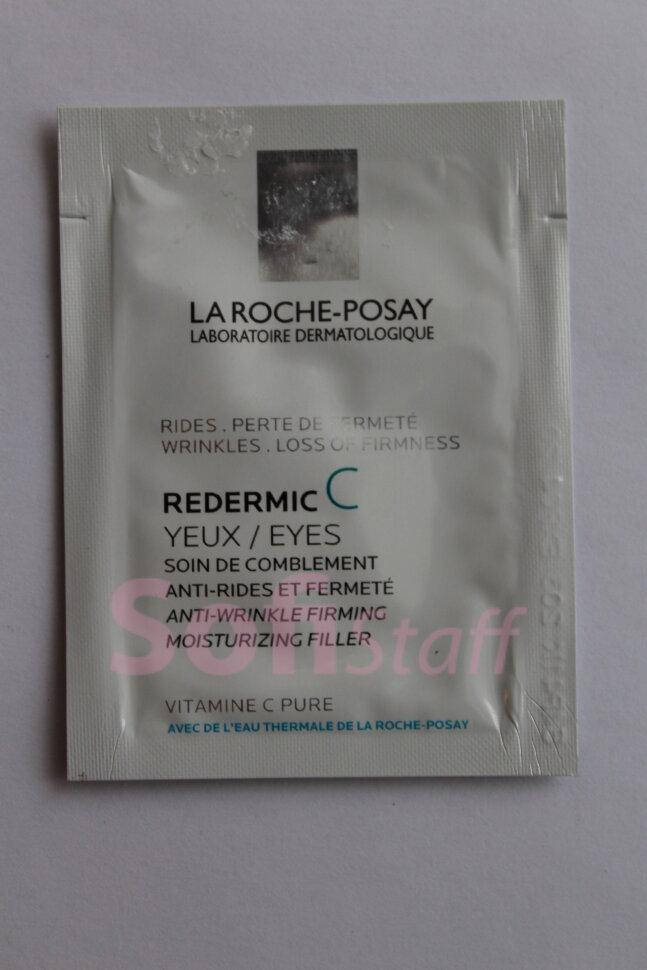 LA ROCHE-POSAY
LABORATOIRE DERMATOLOGIQUE
RIDES . PERTE DE FERMETÉ
WRINKLES . LOSS OF FIRMNESS
REDERMIC C
YEUX / EYES
SOIN DE COMBLEMENT
ANTI-RIDES ET FERMETÉ
ANTI-WRINKLE FIRMING
MOISTURIZING FILLER
Sofi'staff
VITAMINE C PURE
AVEC DE L'EAU THERMALE DE LA ROCHE-POSAY